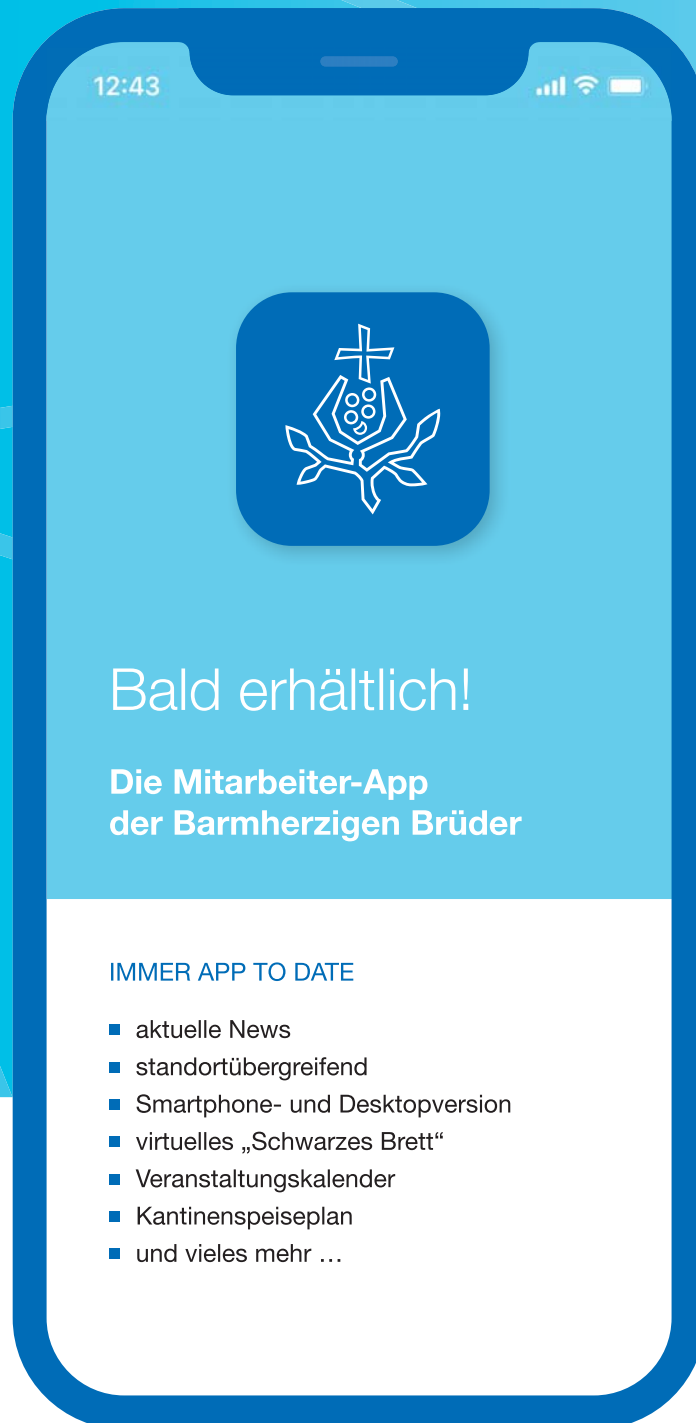 12:43
Bald erhältlich!
Die Mitarbeiter-App
der Barmherzigen Brüder
IMMER APP TO DATE
aktuelle News
standortübergreifend
Smartphone- und Desktopversion
virtuelles „Schwarzes Brett“
Veranstaltungskalender
Kantinenspeiseplan
und vieles mehr …